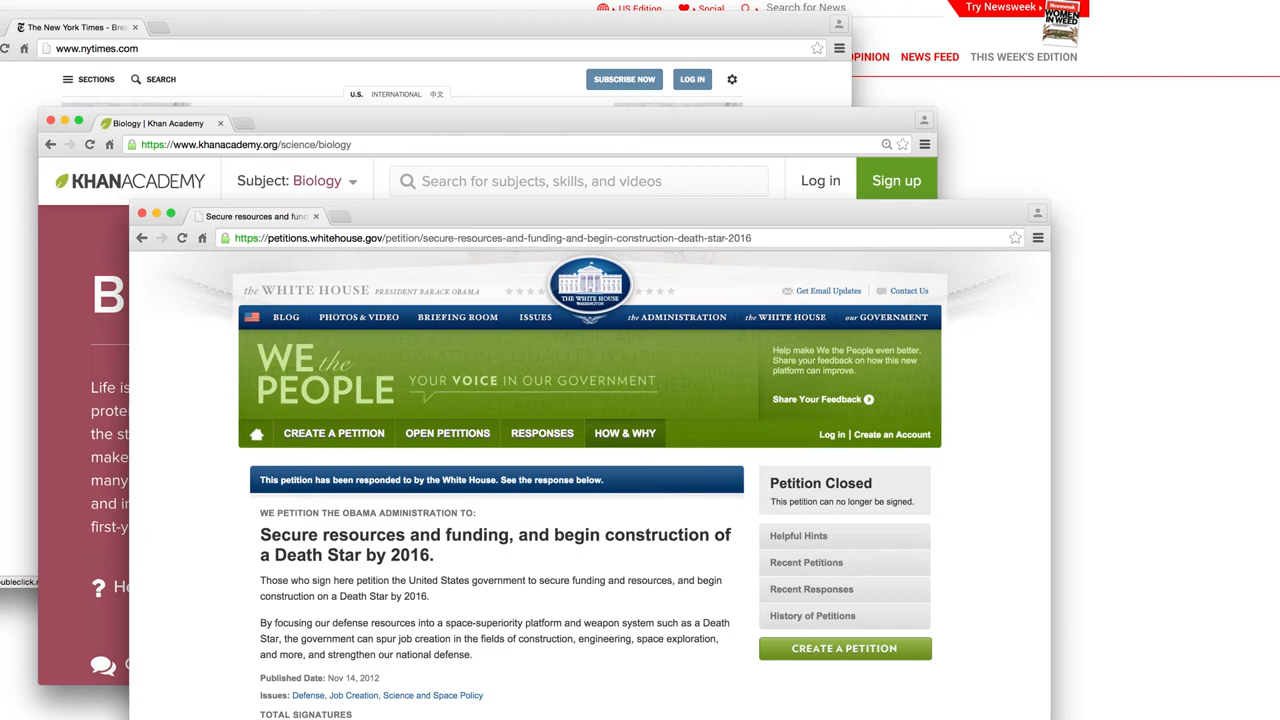 US Edition Social Search for News
Try Newsweek ›
Newsweek
WOMEN IN WEED
OPINION NEWS FEED THIS WEEK'S EDITION
The New York Times - Bre
www.nytimes.com
SECTIONS SEARCH SUBSCRIBE NOW LOG IN
U.S. INTERNATIONAL 中文
Biology | Khan Academy
https://www.khanacademy.org/science/biology
KHANACADEMY Subject: Biology Search for subjects, skills, and videos Log in Sign up
B
Life is
prote
the st
make
many
and in
first-y
? He
oubleclick.n
Secure resources and fund
https://petitions.whitehouse.gov/petition/secure-resources-and-funding-and-begin-construction-death-star-2016
the WHITE HOUSE PRESIDENT BARACK OBAMA
THE WHITE HOUSE
WASHINGTON
Get Email Updates Contact Us
BLOG PHOTOS & VIDEO BRIEFING ROOM ISSUES the ADMINISTRATION the WHITE HOUSE our GOVERNMENT
WE the
PEOPLE
YOUR VOICE IN OUR GOVERNMENT
Help make We the People even better.
Share your feedback on how this new
platform can improve.
Share Your Feedback
CREATE A PETITION OPEN PETITIONS RESPONSES HOW & WHY
Log in | Create an Account
This petition has been responded to by the White House. See the response below.
WE PETITION THE OBAMA ADMINISTRATION TO:
Secure resources and funding, and begin construction of
a Death Star by 2016.
Those who sign here petition the United States government to secure funding and resources, and begin
construction on a Death Star by 2016.
By focusing our defense resources into a space-superiority platform and weapon system such as a Death
Star, the government can spur job creation in the fields of construction, engineering, space exploration,
and more, and strengthen our national defense.
Published Date: Nov 14, 2012
Issues: Defense, Job Creation, Science and Space Policy
TOTAL SIGNATURES
Petition Closed
This petition can no longer be signed.
Helpful Hints
Recent Petitions
Recent Responses
History of Petitions
CREATE A PETITION